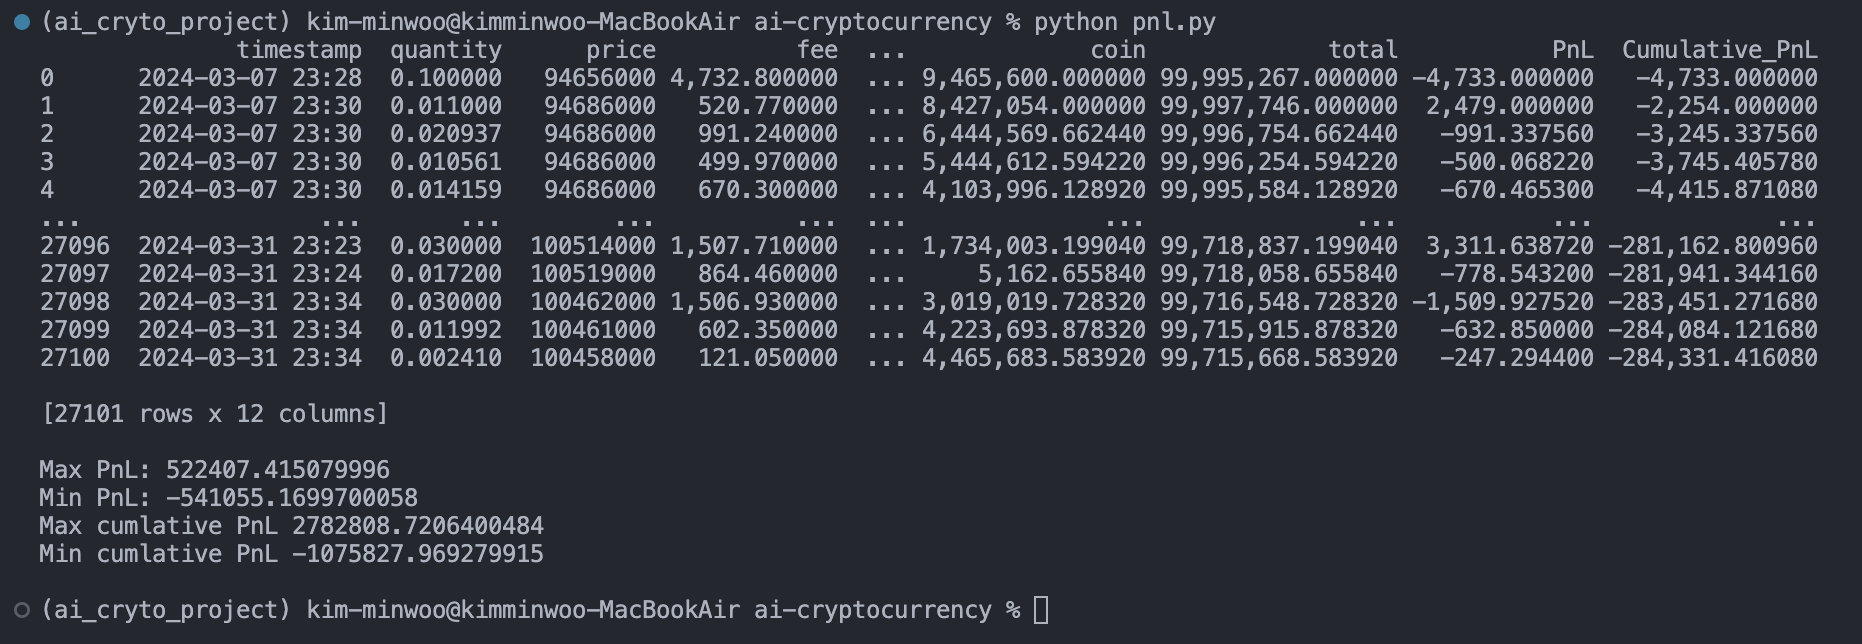 (ai_cryto_project) kim-minwoo@kimminwoo-MacBookAir ai-cryptocurrency % python pnl.py
timestamp quantity price fee ... coin total PnL Cumulative_PnL
0 2024-03-07 23:28 0.100000 94656000 4,732.800000 ... 9,465,600.000000 99,995,267.000000 -4,733.000000 -4,733.000000
1 2024-03-07 23:30 0.011000 94686000 520.770000 ... 8,427,054.000000 99,997,746.000000 2,479.000000 -2,254.000000
2 2024-03-07 23:30 0.020937 94686000 991.240000 ... 6,444,569.662440 99,996,754.662440 -991.337560 -3,245.337560
3 2024-03-07 23:30 0.010561 94686000 499.970000 ... 5,444,612.594220 99,996,254.594220 -500.068220 -3,745.405780
4 2024-03-07 23:30 0.014159 94686000 670.300000 ... 4,103,996.128920 99,995,584.128920 -670.465300 -4,415.871080
... ... ... ... ... ... ... ... ... ...
27096 2024-03-31 23:23 0.030000 100514000 1,507.710000 ... 1,734,003.199040 99,718,837.199040 3,311.638720 -281,162.800960
27097 2024-03-31 23:24 0.017200 100519000 864.460000 ... 5,162.655840 99,718,058.655840 -778.543200 -281,941.344160
27098 2024-03-31 23:34 0.030000 100462000 1,506.930000 ... 3,019,019.728320 99,716,548.728320 -1,509.927520 -283,451.271680
27099 2024-03-31 23:34 0.011992 100461000 602.350000 ... 4,223,693.878320 99,715,915.878320 -632.850000 -284,084.121680
27100 2024-03-31 23:34 0.002410 100458000 121.050000 ... 4,465,683.583920 99,715,668.583920 -247.294400 -284,331.416080
[27101 rows x 12 columns]
Max PnL: 522407.415079996
Min PnL: -541055.1699700058
Max cumlative PnL 2782808.7206400484
Min cumlative PnL -1075827.969279915
(ai_cryto_project) kim-minwoo@kimminwoo-MacBookAir ai-cryptocurrency %